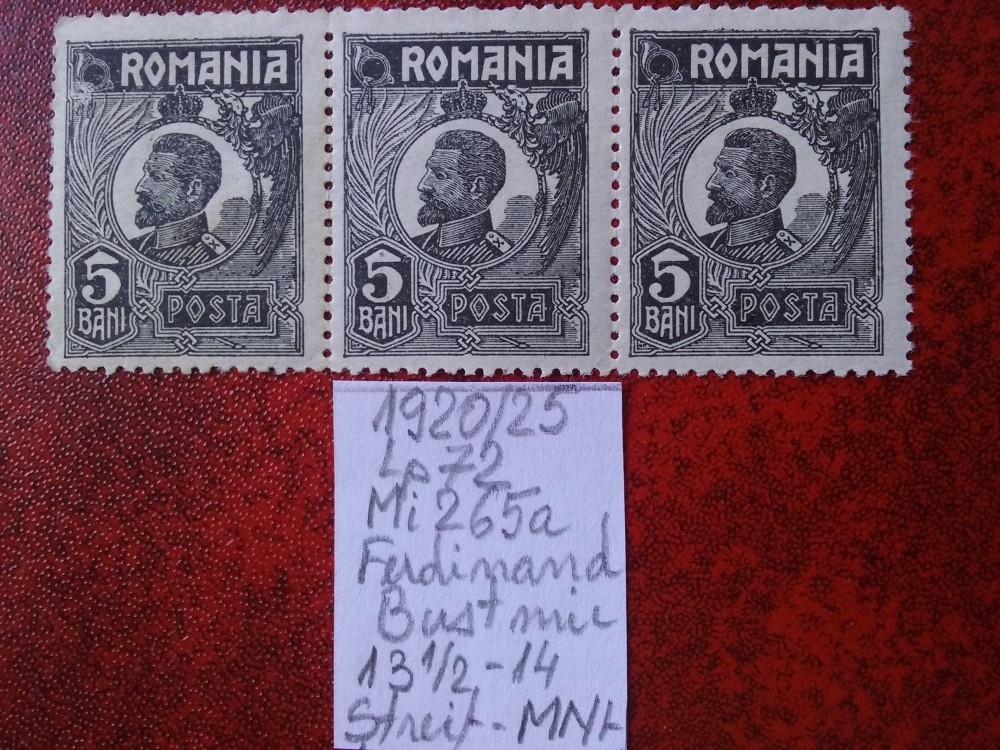 ROMANIA ROMANIA ROMANIA
5 BANI POSTA 5 BANI POSTA 5 BANI POSTA
1920/25
Lp 72
Mi 265a
Ferdinand
Bust mic
13 1/2 - 14
Ștreif - MNH